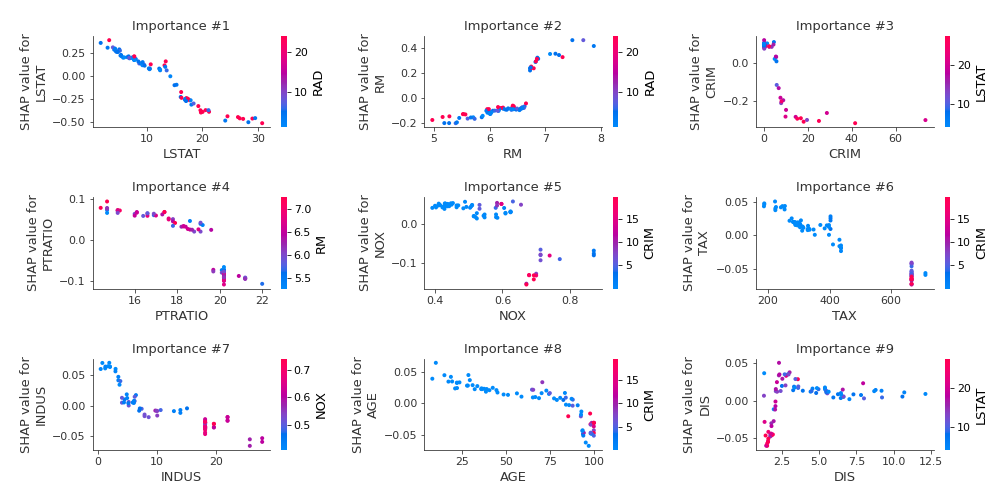 Importance #1
SHAP value for
LSTAT
0.25
0.00
−0.25
−0.50
10
20
30
LSTAT
20
10
RAD
Importance #2
SHAP value for
RM
0.4
0.2
0.0
−0.2
5
6
7
8
RM
20
10
RAD
Importance #3
SHAP value for
CRIM
0.0
−0.2
0
20
40
60
CRIM
20
10
LSTAT
Importance #4
SHAP value for
PTRATIO
0.1
0.0
−0.1
14
16
18
20
22
PTRATIO
7.0
6.5
6.0
5.5
RM
Importance #5
SHAP value for
NOX
0.0
−0.1
0.4
0.6
0.8
NOX
15
10
5
CRIM
Importance #6
SHAP value for
TAX
0.05
0.00
−0.05
200
400
600
TAX
15
10
5
CRIM
Importance #7
SHAP value for
INDUS
0.05
0.00
−0.05
0
10
20
INDUS
0.7
0.6
0.5
NOX
Importance #8
SHAP value for
AGE
0.05
0.00
−0.05
25
50
75
100
AGE
15
10
5
CRIM
Importance #9
SHAP value for
DIS
0.05
0.00
−0.05
2.5
5.0
7.5
10.0
12.5
DIS
20
10
LSTAT